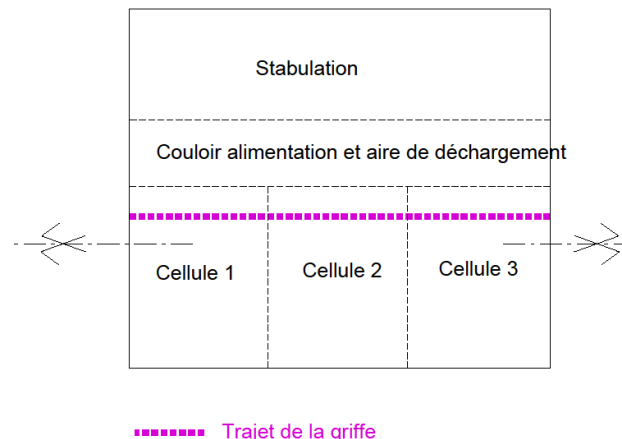 Stabulation
Couloir alimentation et aire de déchargement
Cellule 1
Cellule 2
Cellule 3
Trajet de la griffe